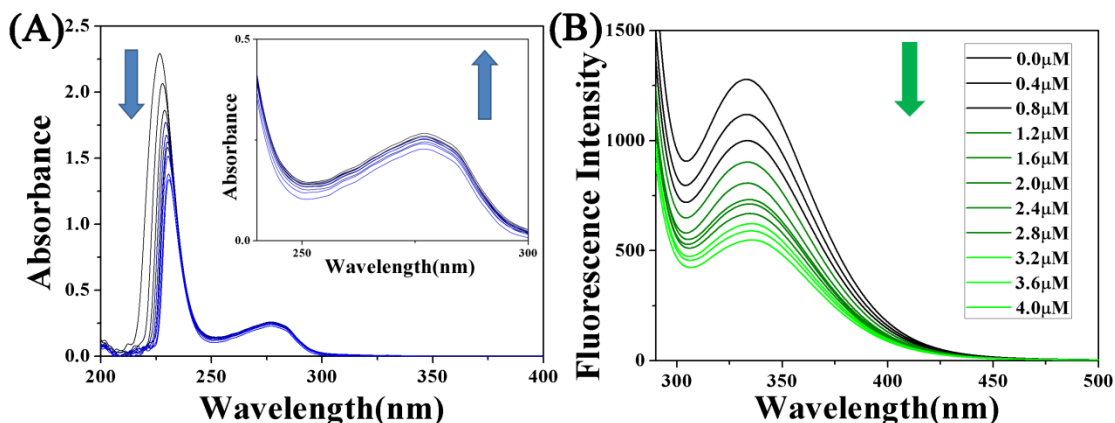 (A)
2.5
2.0
1.5
1.0
0.5
0.0
Absorbance
200
250
300
350
400
Wavelength(nm)
0.5
0.0
Absorbance
250
300
Wavelength(nm)
(B)
1500
1000
500
0
Fluorescence Intensity
300
350
400
450
500
Wavelength(nm)
0.0μM
0.4μM
0.8μM
1.2μM
1.6μM
2.0μM
2.4μM
2.8μM
3.2μM
3.6μM
4.0μM